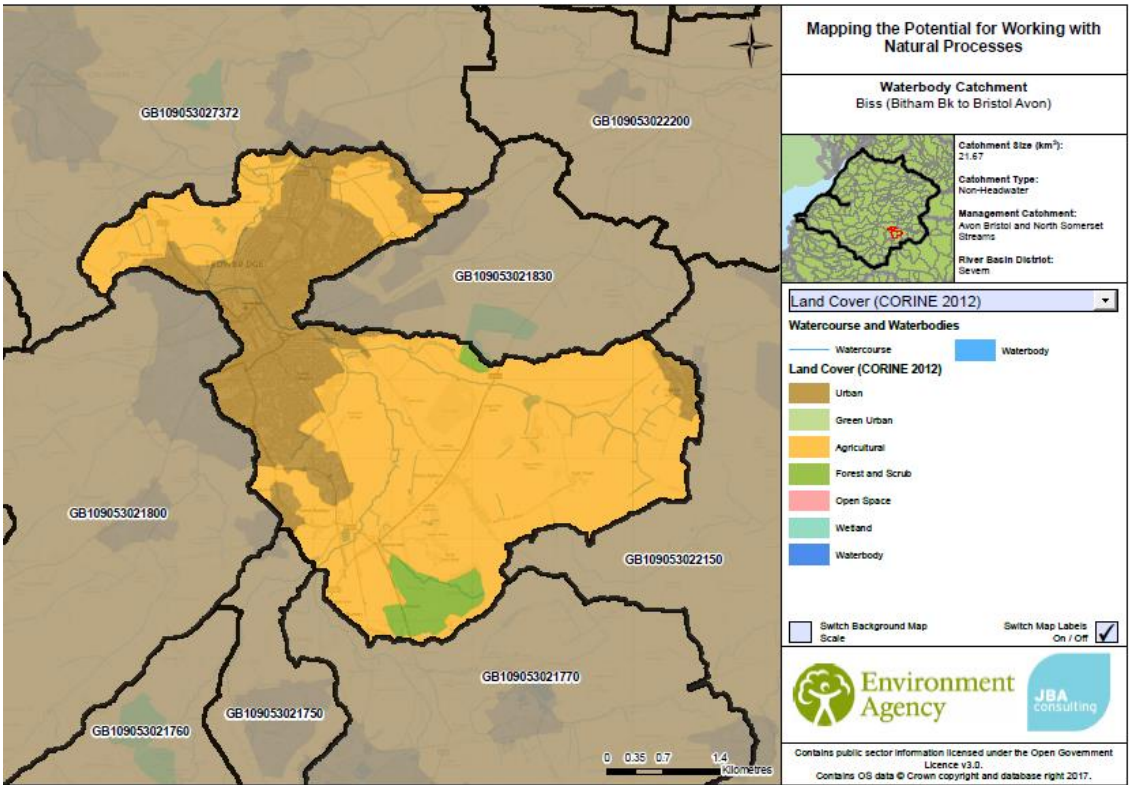 GB109053027372
GB109053022200
GB109053021830
GB109053021800
GB109053022150
GB109053021770
GB109053021750
GB109053021760
0 0.35 0.7 1.4
Kilometres
Mapping the Potential for Working with
Natural Processes
Waterbody Catchment
Biss (Bitham Bk to Bristol Avon)
Catchment Size (km²):
21.67
Catchment Type:
Non-Headwater
Management Catchment:
Avon Bristol and North Somerset
Streams
River Basin District:
Severn
Land Cover (CORINE 2012)
Watercourse and Waterbodies
Watercourse Waterbody
Land Cover (CORINE 2012)
Urban
Green Urban
Agricultural
Forest and Scrub
Open Space
Wetland
Waterbody
Switch Background Map
Scale
Switch Map Labels
On / Off
Environment
Agency
JBA
consulting
Contains public sector information licensed under the Open Government
Licence v3.0.
Contains OS data © Crown copyright and database right 2017.